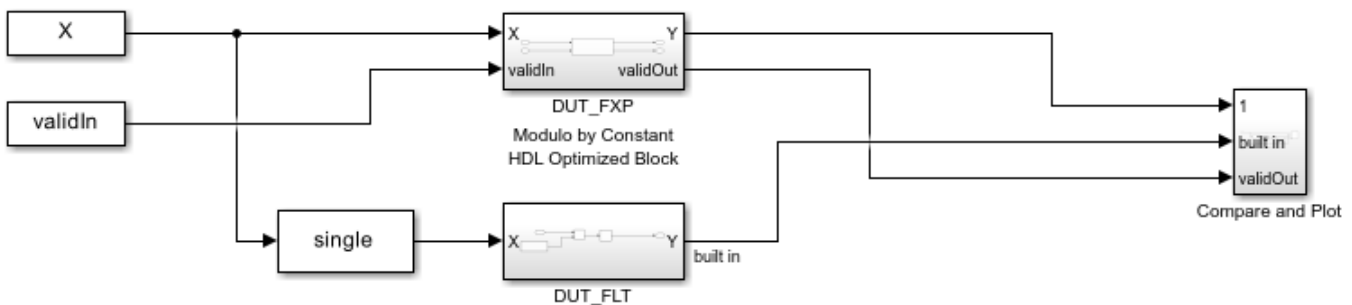 X
X
Y
validIn
validOut
DUT_FXP
Modulo by Constant
HDL Optimized Block
validIn
1
built in
validOut
Compare and Plot
single
X
Y
built in
DUT_FLT